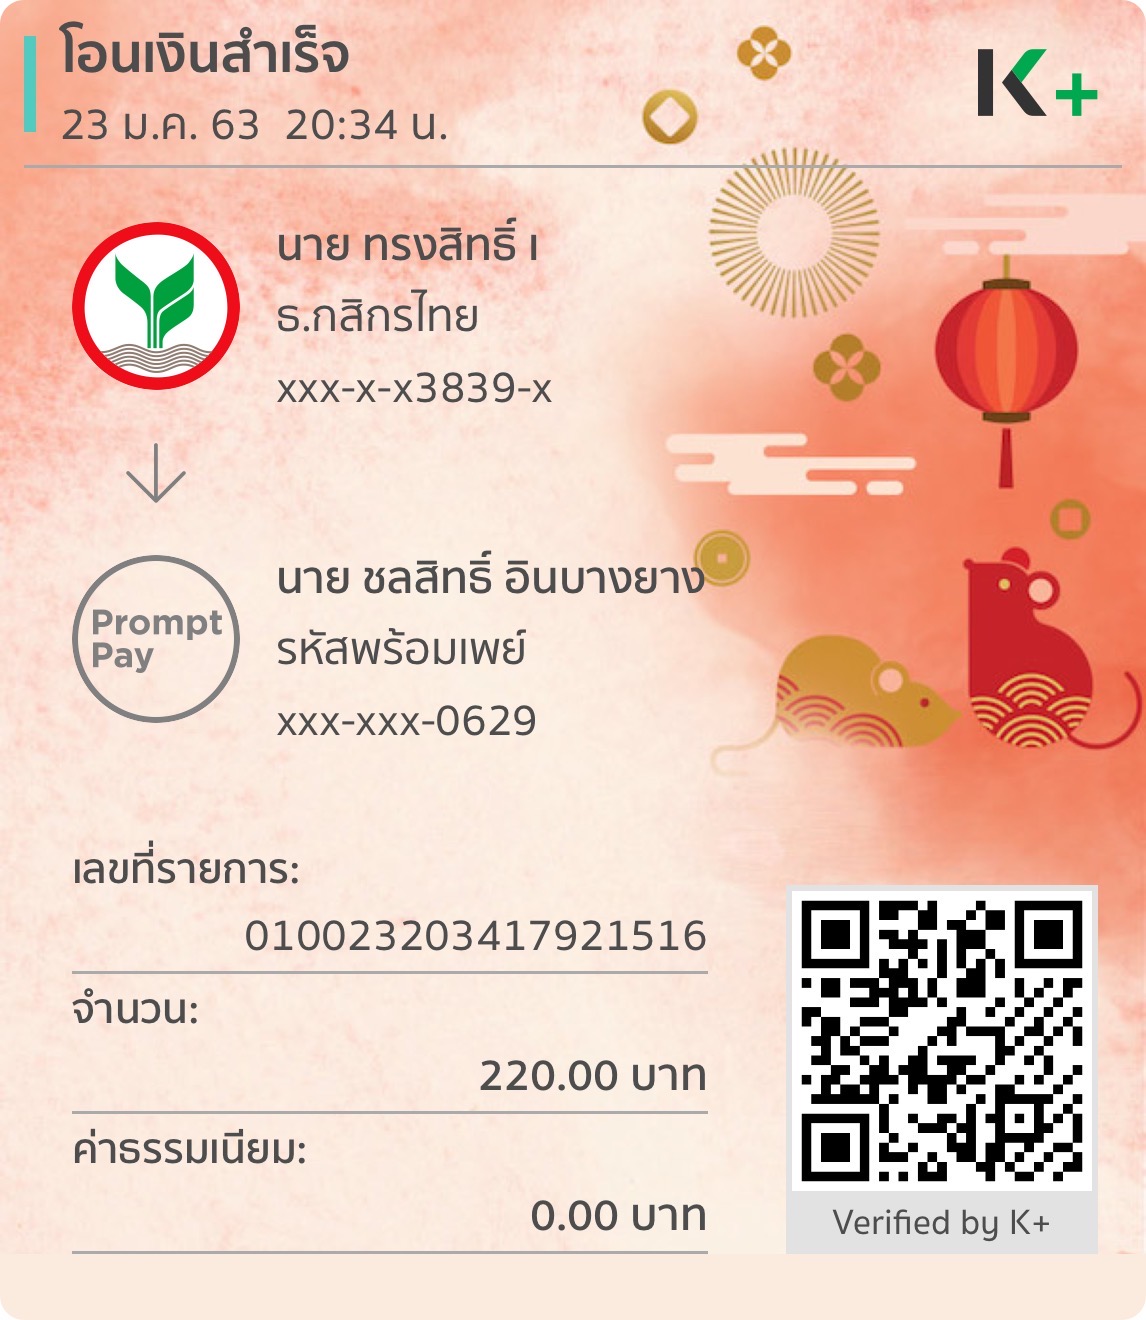 โอนเงินสำเร็จ
23 ม.ค. 63 20:34 น.
K+
นาย ทรงสิทธิ์ เ
ธ.กสิกรไทย
xxx-x-x3839-x
Prompt
Pay
นาย ชลสิทธิ์ อินบางยาง
รหัสพร้อมเพย์
xxx-xxx-0629
เลขที่รายการ:
010023203417921516
จำนวน:
220.00 บาท
ค่าธรรมเนียม:
0.00 บาท
Verified by K+